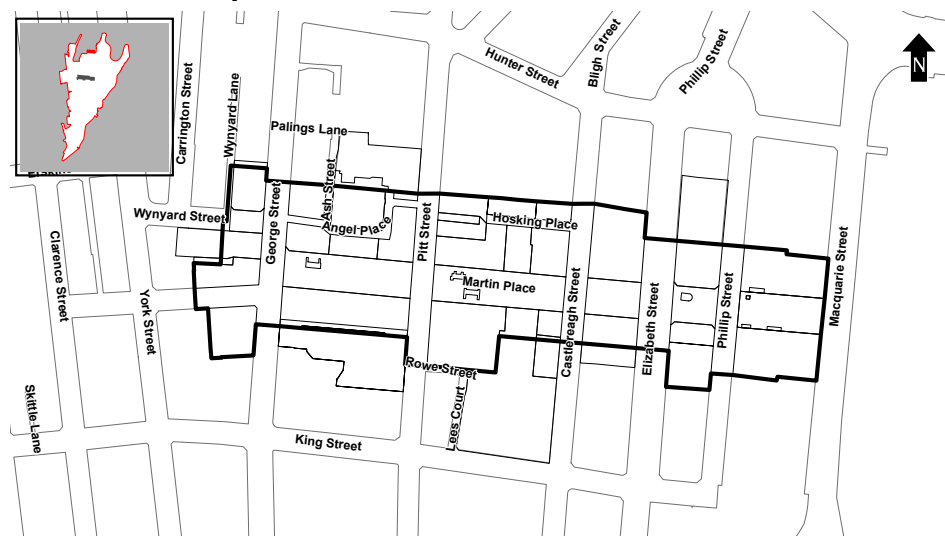 Bligh Street
Phillip Street
Hunter Street
N
Carrington Street
Wynyard Lane
Palings Lane
Ash Street
Wynyard Street
George Street
Angel Place
Pitt Street
Hosking Place
Clarence Street
York Street
Martin Place
Castlereagh Street
Elizabeth Street
Phillip Street
Macquarie Street
Rowe Street
Lees Court
Skittle Lane
King Street